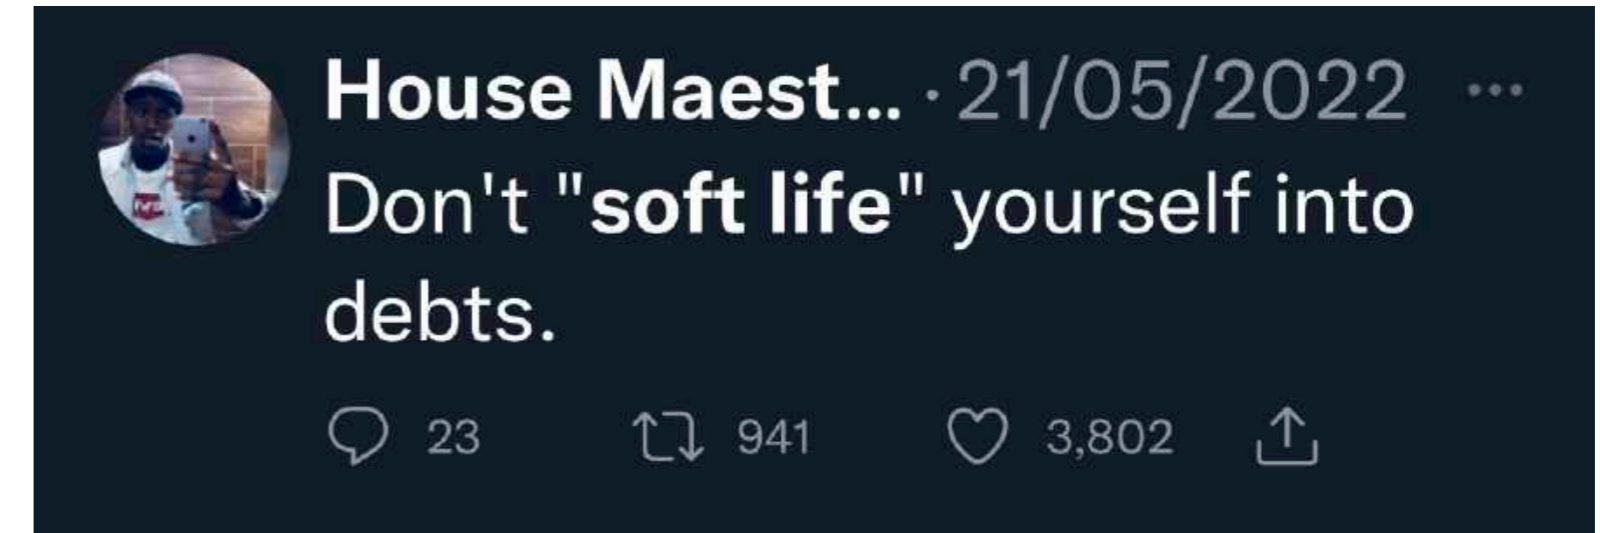 House Maest... · 21/05/2022 ...
Don't "soft life" yourself into
debts.
23 941 3,802